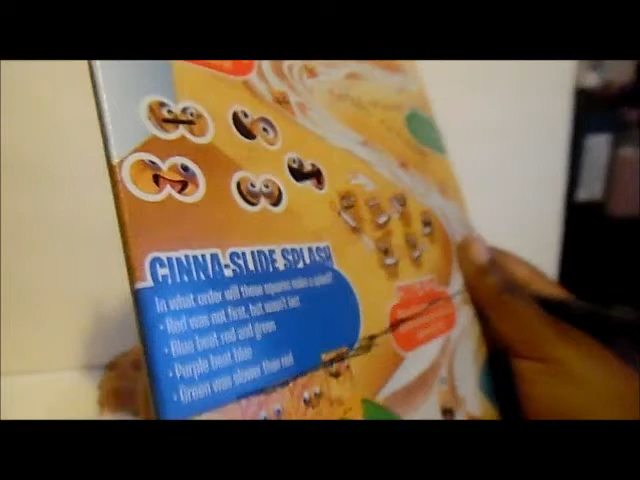 CINNA-SLIDE SPLASH
In what order will these squares make a splash?
• Red was not first, but wasn't last
• Blue beat red and green
• Purple beat blue
• Green was slower than red